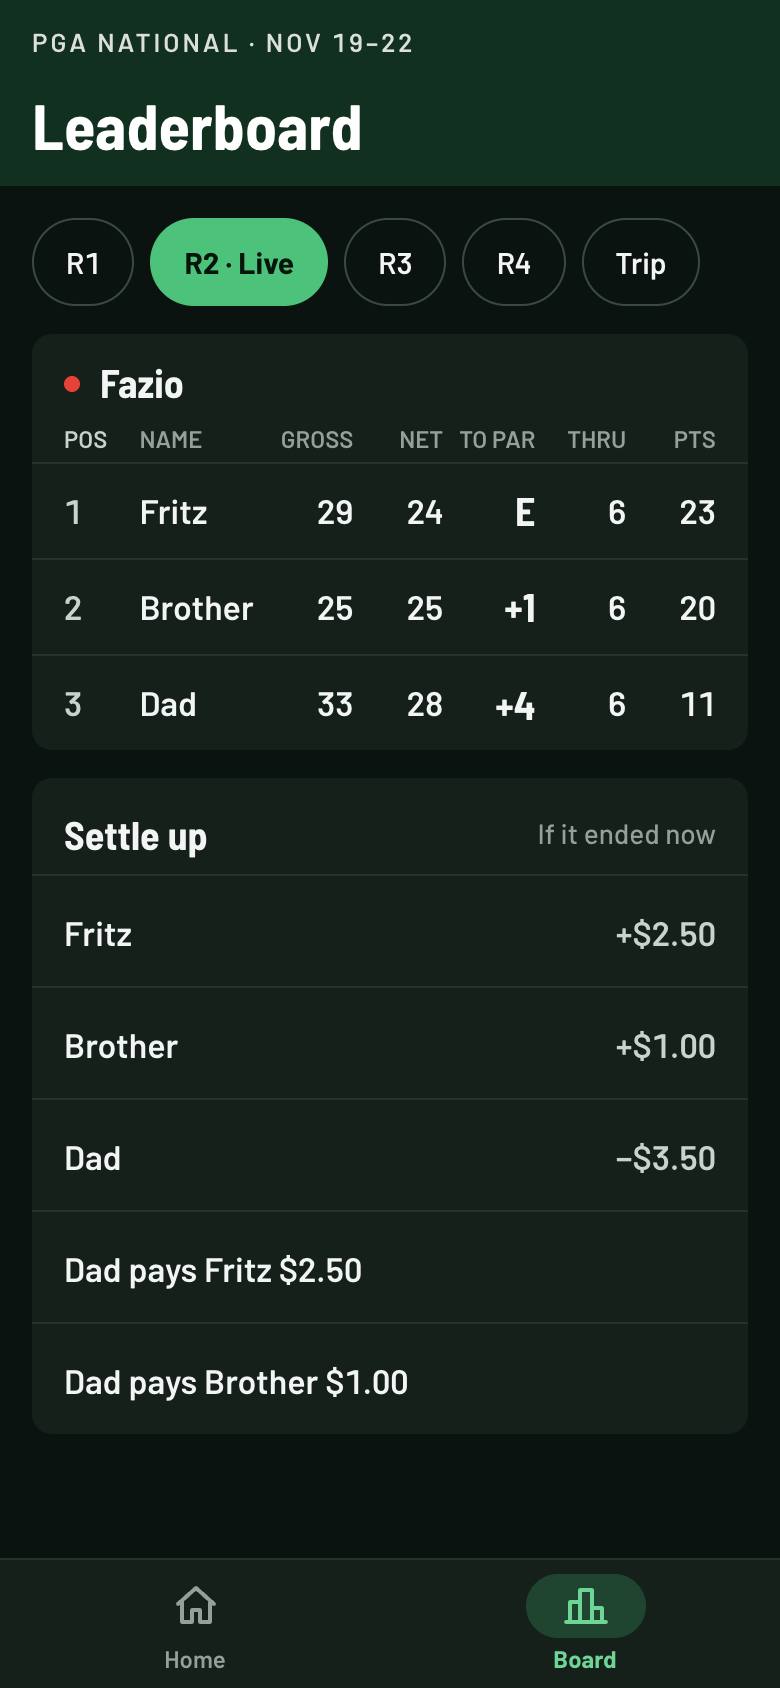 PGA NATIONAL · NOV 19–22
Leaderboard
R1 R2 · Live R3 R4 Trip
Fazio
POS NAME GROSS NET TO PAR THRU PTS
1 Fritz 29 24 E 6 23
2 Brother 25 25 +1 6 20
3 Dad 33 28 +4 6 11
Settle up If it ended now
Fritz +$2.50
Brother +$1.00
Dad −$3.50
Dad pays Fritz $2.50
Dad pays Brother $1.00
Home Board